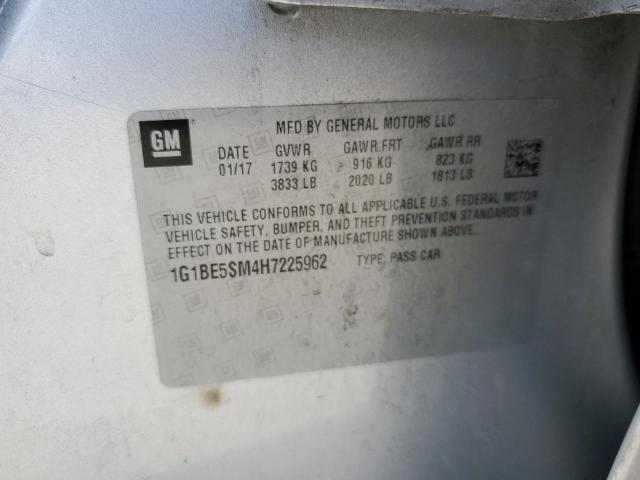 GM
MFD BY GENERAL MOTORS LLC
DATE GVWR GAWR FRT GAWR RR
01/17 1739 KG 916 KG 823 KG
3833 LB 2020 LB 1813 LB
THIS VEHICLE CONFORMS TO ALL APPLICABLE U.S. FEDERAL MOTOR
VEHICLE SAFETY, BUMPER, AND THEFT PREVENTION STANDARDS IN
EFFECT ON THE DATE OF MANUFACTURE SHOWN ABOVE.
1G1BE5SM4H7225962 TYPE: PASS CAR